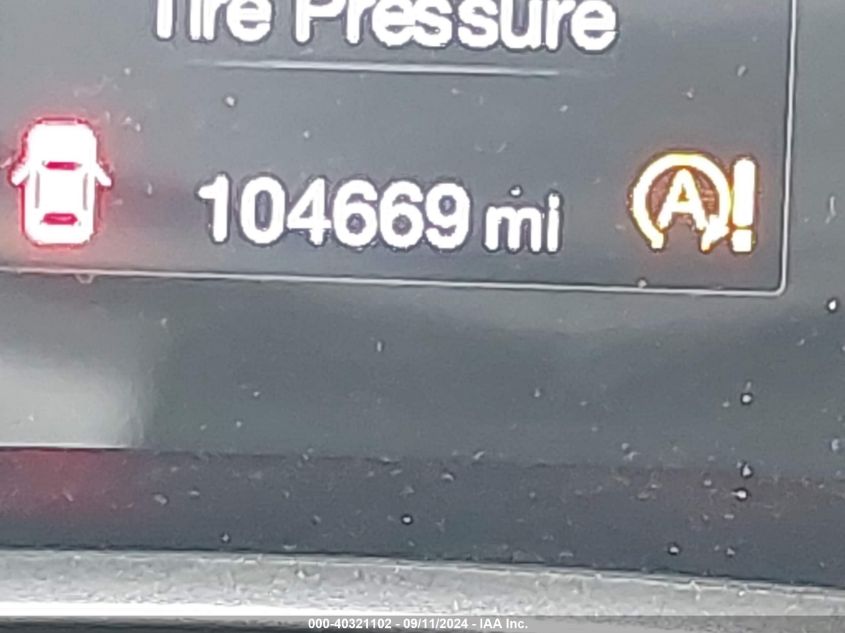 Tire Pressure
104669 mi
A!
000-40321102 - 09/11/2024 - IAA Inc.